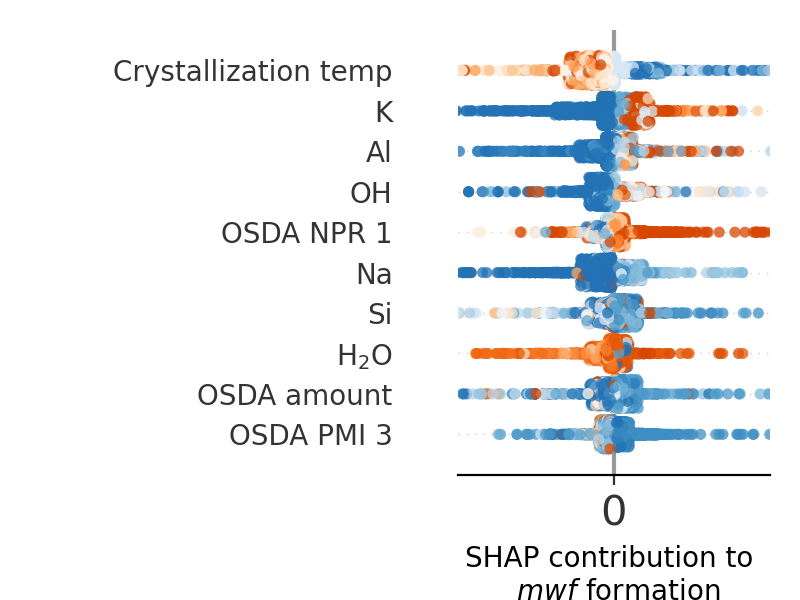 Crystallization temp
K
Al
OH
OSDA NPR 1
Na
Si
H₂O
OSDA amount
OSDA PMI 3
0
SHAP contribution to
mwf formation